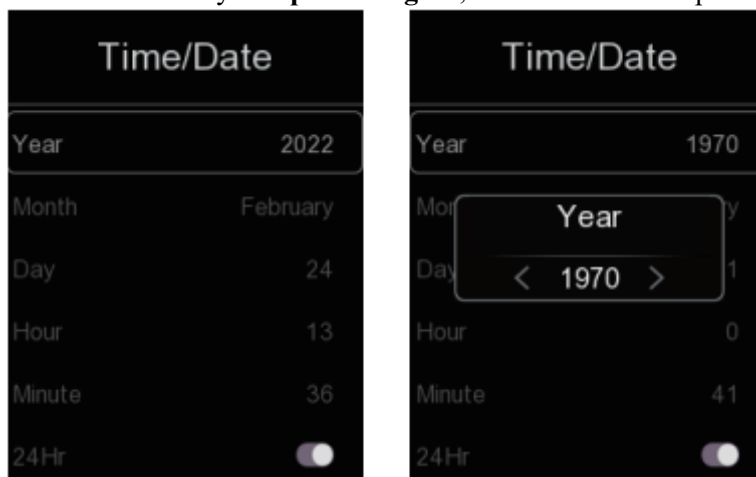 Time/Date
Year 2022
Month February
Day 24
Hour 13
Minute 36
24Hr
Time/Date
Year 1970
Year
< 1970 >
1
Hour 0
Minute 41
24Hr